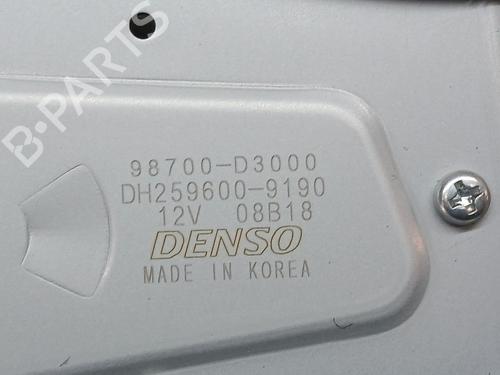 B-PARTS
98700-D3000
DH259600-9190
12V 08B18
DENSO
MADE IN KOREA